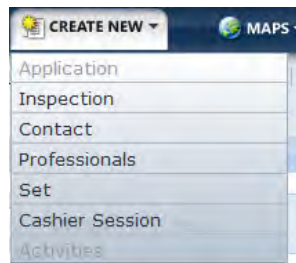 CREATE NEW MAPS
Application
Inspection
Contact
Professionals
Set
Cashier Session
Activities